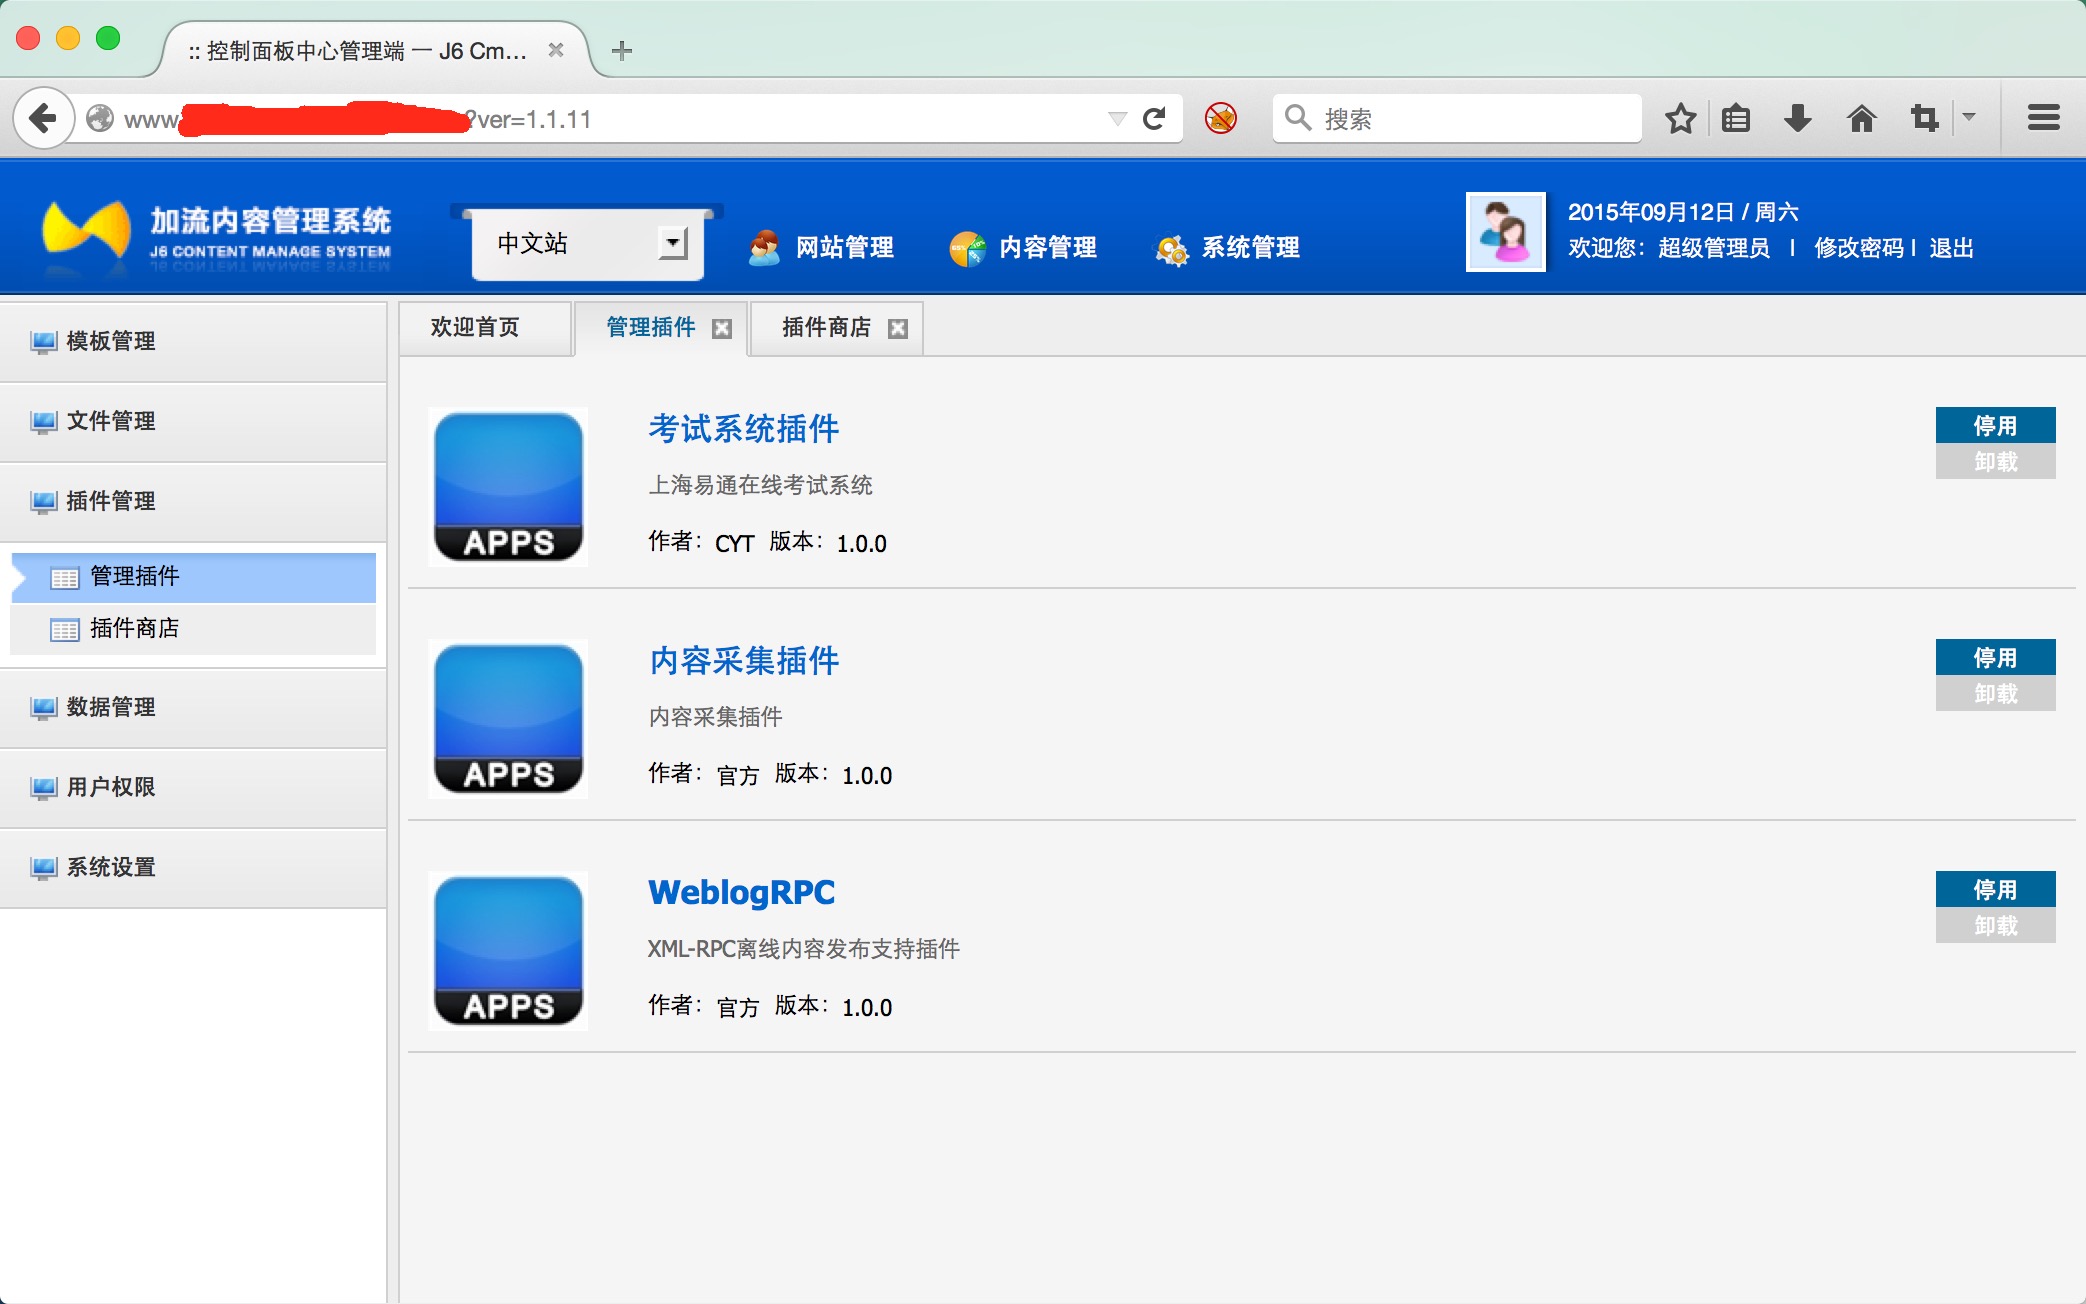 :: 控制面板中心管理端 — J6 Cm...
www.
?ver=1.1.11
搜索
加流内容管理系统
J6 CONTENT MANAGE SYSTEM
中文站
网站管理
内容管理
系统管理
2015年09月12日 / 周六
欢迎您: 超级管理员 | 修改密码 | 退出
模板管理
文件管理
插件管理
管理插件
插件商店
数据管理
用户权限
系统设置
欢迎首页
管理插件
插件商店
APPS
考试系统插件
上海易通在线考试系统
作者: CYT 版本: 1.0.0
停用
卸载
APPS
内容采集插件
内容采集插件
作者: 官方 版本: 1.0.0
停用
卸载
APPS
WeblogRPC
XML-RPC离线内容发布支持插件
作者: 官方 版本: 1.0.0
停用
卸载